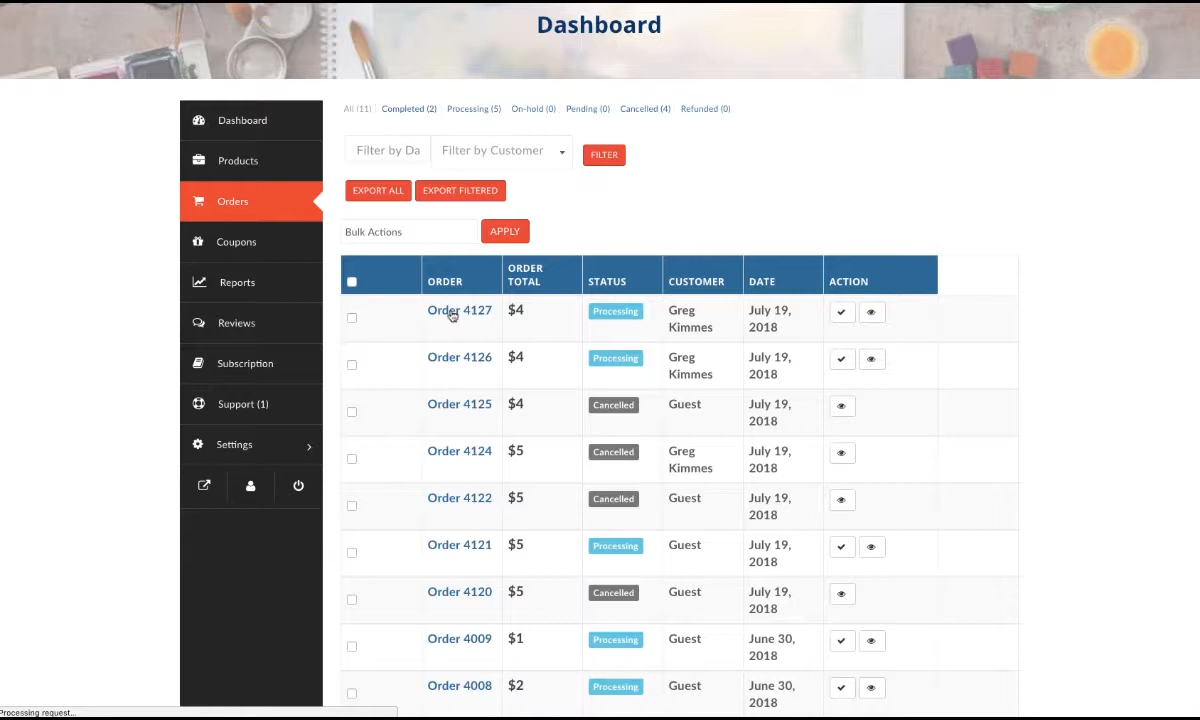 Dashboard
All (11) Completed (2) Processing (5) On-hold (0) Pending (0) Cancelled (4) Refunded (0)
Dashboard
Products
Orders
Coupons
Reports
Reviews
Subscription
Support (1)
Settings
Filter by Da Filter by Customer FILTER
EXPORT ALL EXPORT FILTERED
Bulk Actions APPLY
ORDER ORDER TOTAL STATUS CUSTOMER DATE ACTION
Order 4127 $4 Processing Greg Kimmes July 19, 2018
Order 4126 $4 Processing Greg Kimmes July 19, 2018
Order 4125 $4 Cancelled Guest July 19, 2018
Order 4124 $5 Cancelled Greg Kimmes July 19, 2018
Order 4122 $5 Cancelled Guest July 19, 2018
Order 4121 $5 Processing Guest July 19, 2018
Order 4120 $5 Cancelled Guest July 19, 2018
Order 4009 $1 Processing Guest June 30, 2018
Order 4008 $2 Processing Guest June 30, 2018
Processing request...